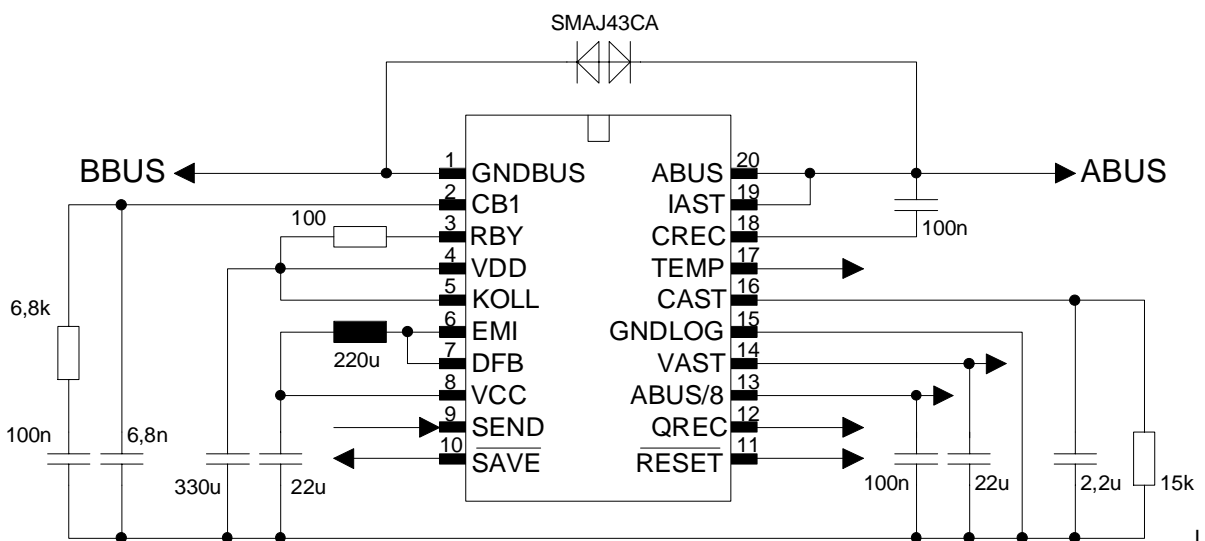 SMAJ43CA
BBUS
ABUS
1 GNDBUS
ABUS 20
2 CB1
IAST 19
100
3 RBY
CREC 18
100n
4 VDD
TEMP 17
5 KOLL
CAST 16
6,8k
6 EMI
GNDLOG 15
220u
7 DFB
VAST 14
8 VCC
ABUS/8 13
9 SEND
QREC 12
10 SAVE
RESET 11
100n
6,8n
330u
22u
100n
22u
2,2u
15k